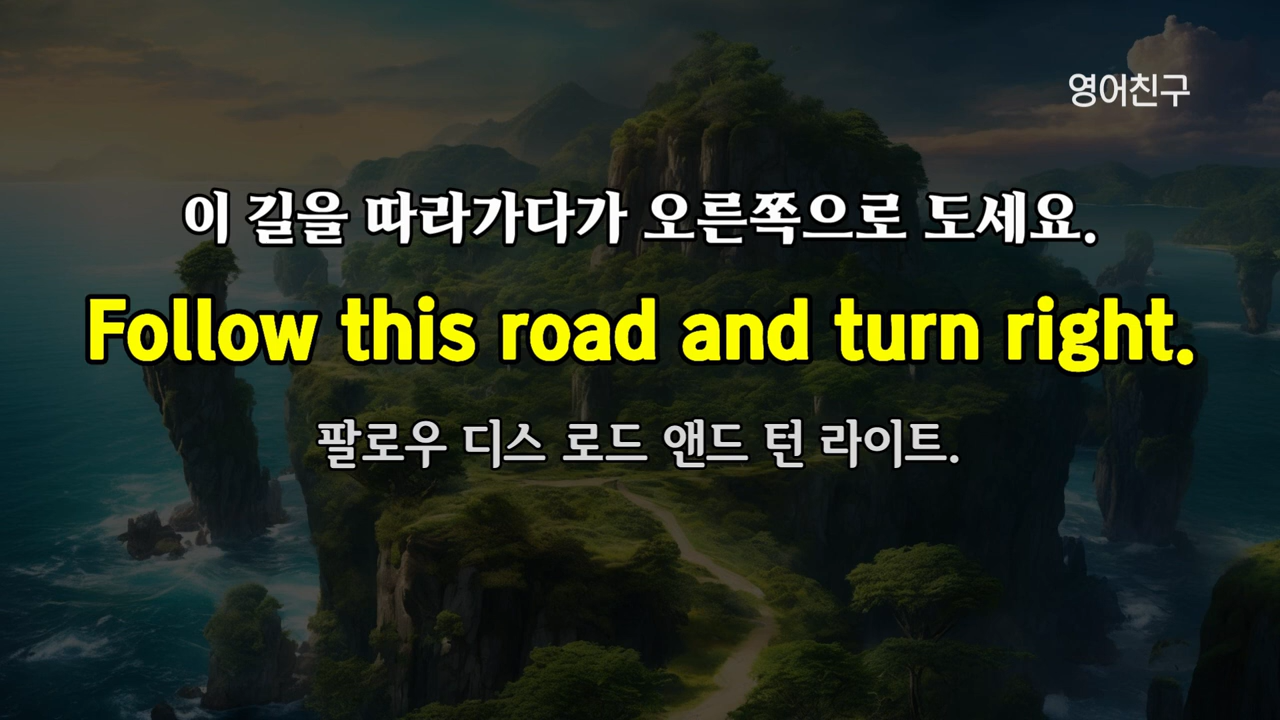 영어친구
이 길을 따라가다가 오른쪽으로 도세요.
Follow this road and turn right.
팔로우 디스 로드 앤드 턴 라이트.